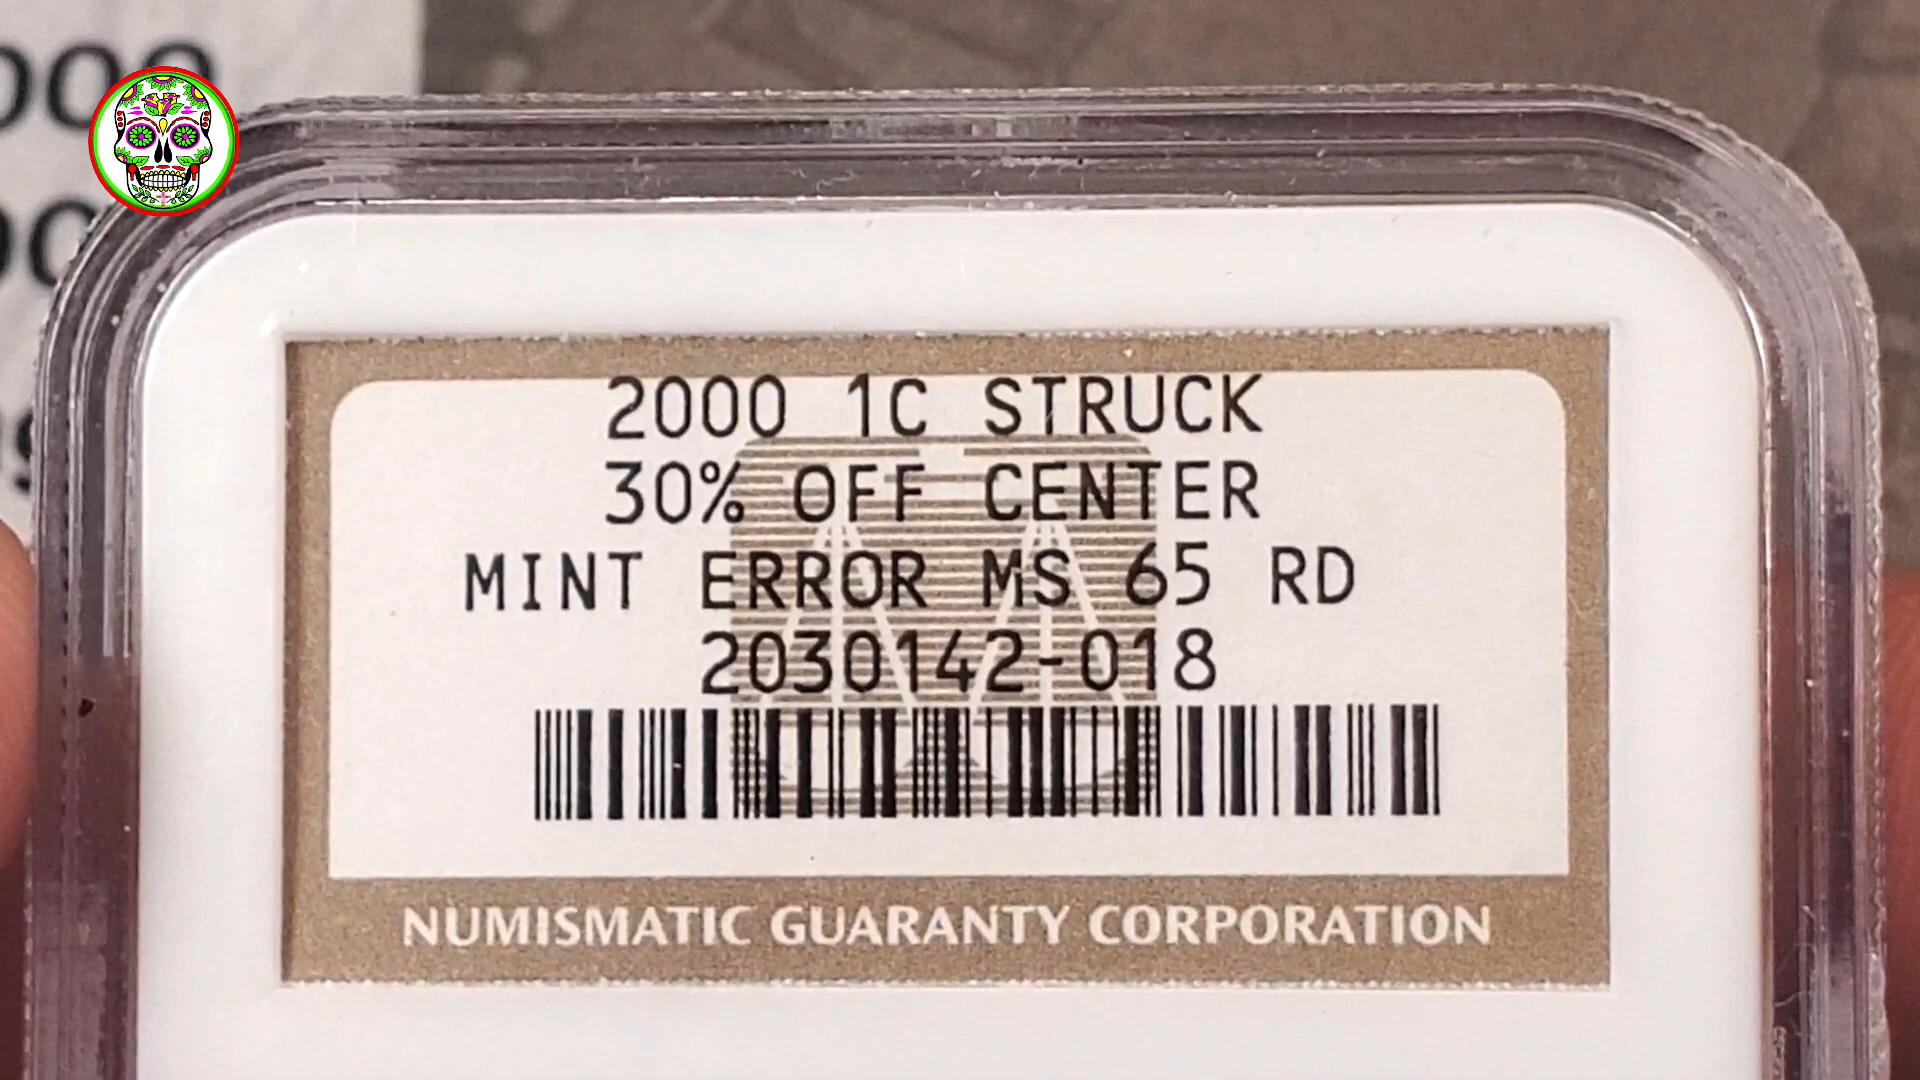 2000 1C STRUCK
30% OFF CENTER
MINT ERROR MS 65 RD
2030142-018
NUMISMATIC GUARANTY CORPORATION